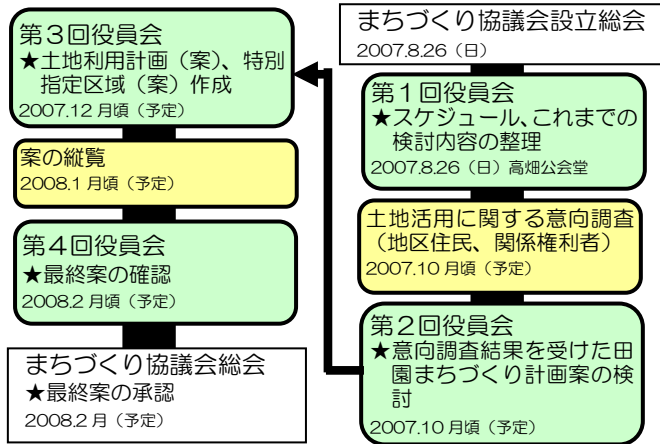 まちづくり協議会設立総会
2007.8.26（日）
第１回役員会
★スケジュール、これまでの
検討内容の整理
2007.8.26（日）高畑公会堂
土地活用に関する意向調査
（地区住民、関係権利者）
2007.10月頃（予定）
第２回役員会
★意向調査結果を受けた田
園まちづくり計画案の検
討
2007.10月頃（予定）
第３回役員会
★土地利用計画（案）、特別
指定区域（案）作成
2007.12月頃（予定）
案の縦覧
2008.1月頃（予定）
第４回役員会
★最終案の確認
2008.2月頃（予定）
まちづくり協議会総会
★最終案の承認
2008.2月（予定）